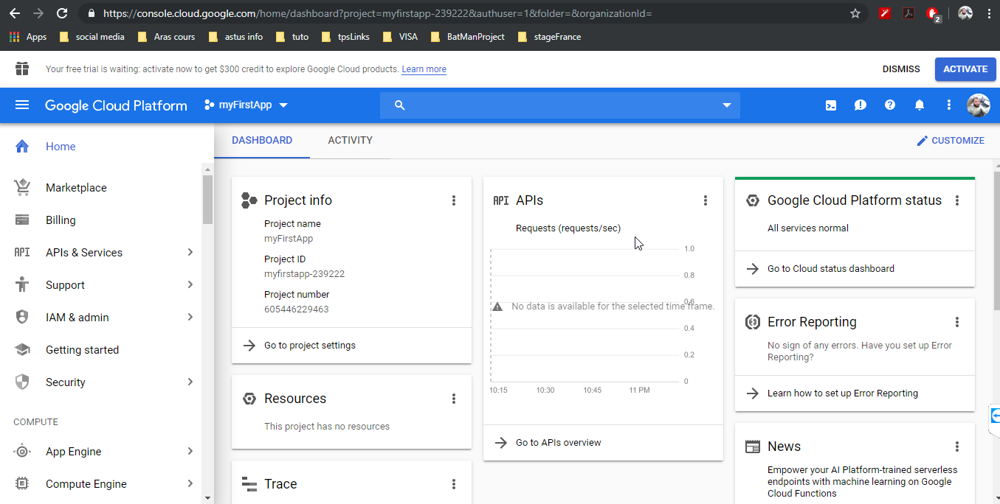 https://console.cloud.google.com/home/dashboard?project=myfirstapp-239222&authuser=1&folder=&organizationId=
2
Apps social media Aras cours astus info tuto tpsLinks VISA BatManProject stageFrance
Your free trial is waiting: activate now to get $300 credit to explore Google Cloud products. Learn more
DISMISS ACTIVATE
Google Cloud Platform myFirstApp
Home
Marketplace
Billing
API APIs & Services
Support
IAM & admin
Getting started
Security
COMPUTE
App Engine
Compute Engine
DASHBOARD ACTIVITY CUSTOMIZE
Project info
Project name
myFirstApp
Project ID
myfirstapp-239222
Project number
605446229463
Go to project settings
Resources
This project has no resources
Trace
API APIs
Requests (requests/sec)
1.0
0.8
0.6
No data is available for the selected time frame.
0.4
0.2
0
10:15 10:30 10:45 11 PM
Go to APIs overview
Google Cloud Platform status
All services normal
Go to Cloud status dashboard
Error Reporting
No sign of any errors. Have you set up Error
Reporting?
Learn how to set up Error Reporting
News
Empower your AI Platform-trained serverless
endpoints with machine learning on Google
Cloud Functions